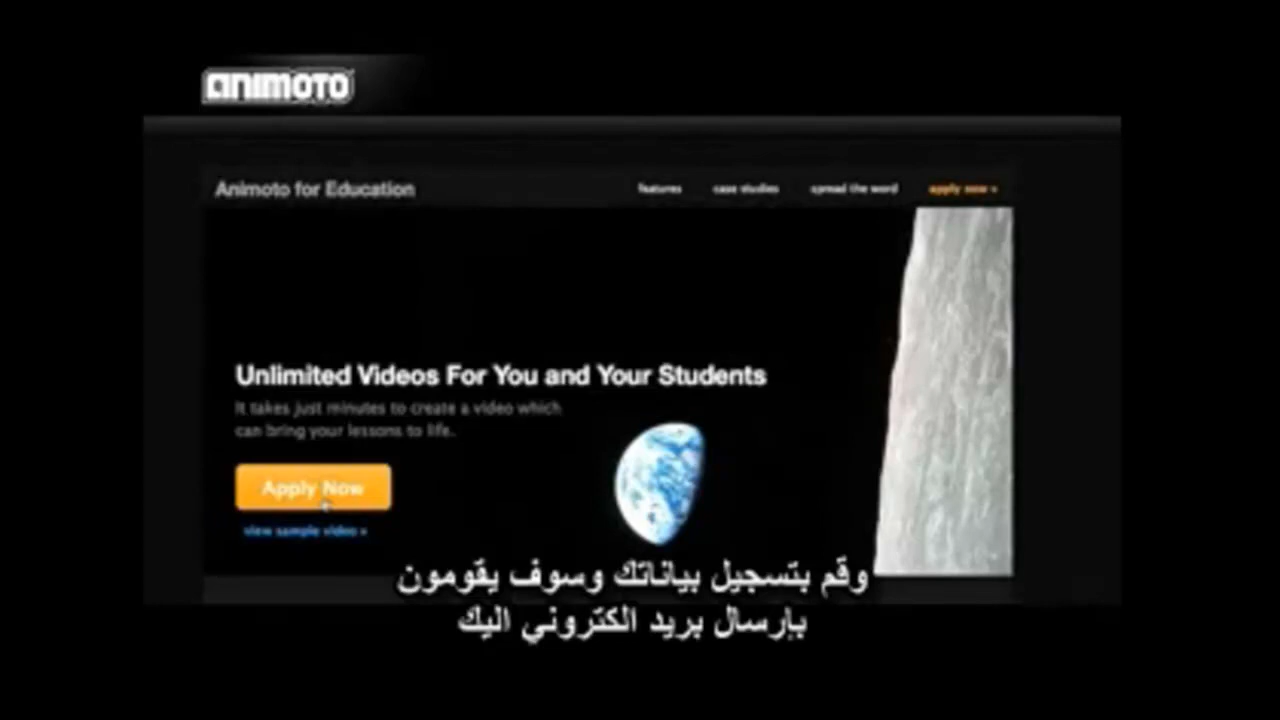 animoto
Animoto for Education
features case studies spread the word apply now »
Unlimited Videos For You and Your Students
It takes just minutes to create a video which
can bring your lessons to life.
Apply Now
view sample video »
وقم بتسجيل بياناتك وسوف يقومون
بإرسال بريد الكتروني اليك